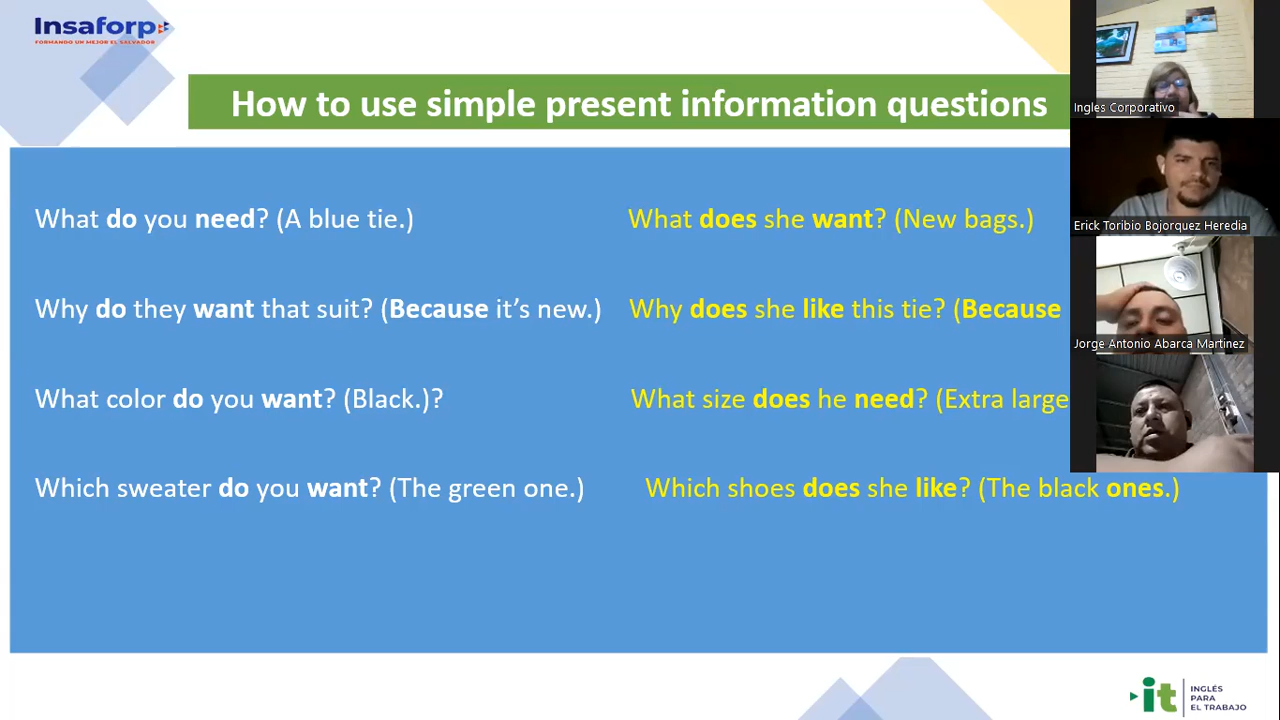 Insaforp
FORMANDO UN MEJOR EL SALVADOR
How to use simple present information questions
What do you need? (A blue tie.)
What does she want? (New bags.)
Why do they want that suit? (Because it's new.)
Why does she like this tie? (Because
What color do you want? (Black.)?
What size does he need? (Extra large
Which sweater do you want? (The green one.)
Which shoes does she like? (The black ones.)
Ingles Corporativo
Erick Toribio Bojorquez Heredia
Jorge Antonio Abarca Martinez
it
INGLÉS
PARA
EL TRABAJO